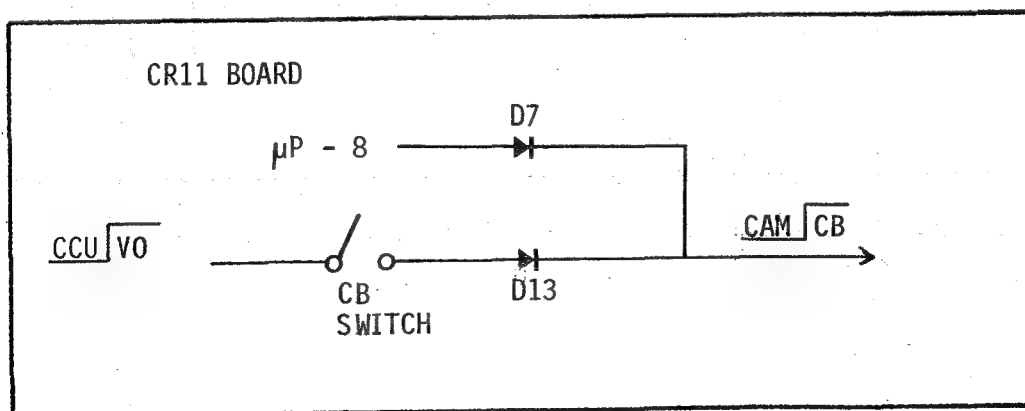 CR11 BOARD
D7
µP - 8
CCU VO
CAM CB
CB
SWITCH
D13